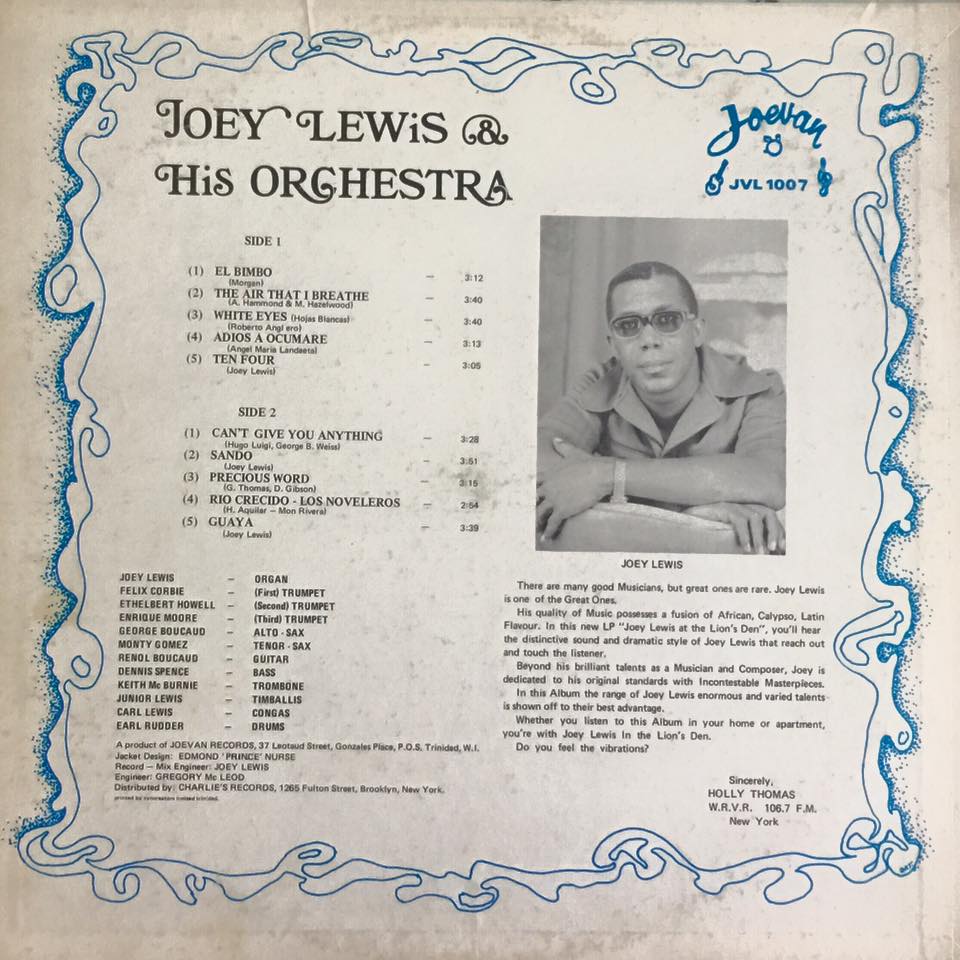 JOEY LEWiS &
HiS ORCHESTRA
Joevan
JVL 1007
SIDE 1
(1) EL BIMBO – 3:12
(Morgan)
(2) THE AIR THAT I BREATHE – 3:40
(A. Hammond & M. Hazelwood)
(3) WHITE EYES (Hojas Blancas) – 3:40
(Roberto Angl ero)
(4) ADIOS A OCUMARE – 3:13
(Angel Maria Landaeta)
(5) TEN FOUR – 3:05
(Joey Lewis)
SIDE 2
(1) CAN'T GIVE YOU ANYTHING – 3:28
(Hugo Luigi, George B. Weiss)
(2) SANDO – 3:51
(Joey Lewis)
(3) PRECIOUS WORD – 3:15
(G. Thomas, D. Gibson)
(4) RIO CRECIDO - LOS NOVELEROS – 2:54
(H. Aquilar – Mon Rivera)
(5) GUAYA – 3:39
(Joey Lewis)
JOEY LEWIS – ORGAN
FELIX CORBIE – (First) TRUMPET
ETHELBERT HOWELL – (Second) TRUMPET
ENRIQUE MOORE – (Third) TRUMPET
GEORGE BOUCAUD – ALTO - SAX
MONTY GOMEZ – TENOR - SAX
RENOL BOUCAUD – GUITAR
DENNIS SPENCE – BASS
KEITH Mc BURNIE – TROMBONE
JUNIOR LEWIS – TIMBALLIS
CARL LEWIS – CONGAS
EARL RUDDER – DRUMS
A product of JOEVAN RECORDS, 37 Leotaud Street, Gonzales Place, P.O.S. Trinidad, W.I.
Jacket Design: EDMOND 'PRINCE' NURSE
Record – Mix Engineer: JOEY LEWIS
Engineer: GREGORY Mc LEOD
Distributed by: CHARLIE'S RECORDS, 1265 Fulton Street, Brooklyn, New York.
printed by limited trinidad.
JOEY LEWIS
There are many good Musicians, but great ones are rare. Joey Lewis
is one of the Great Ones.
His quality of Music possesses a fusion of African, Calypso, Latin
Flavour. In this new LP "Joey Lewis at the Lion's Den", you'll hear
the distinctive sound and dramatic style of Joey Lewis that reach out
and touch the listener.
Beyond his brilliant talents as a Musician and Composer, Joey is
dedicated to his original standards with Incontestable Masterpieces.
In this Album the range of Joey Lewis enormous and varied talents
is shown off to their best advantage.
Whether you listen to this Album in your home or apartment,
you're with Joey Lewis In the Lion's Den.
Do you feel the vibrations?
Sincerely,
HOLLY THOMAS
W.R.V.R. 106.7 F.M.
New York